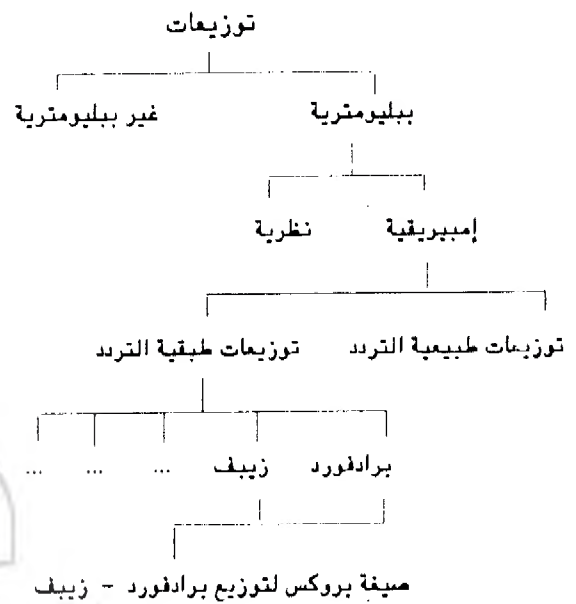 توزيعات
ببليومترية غير ببليومترية
إمبيريقية نظرية
توزيعات طبيعية التردد توزيعات طبقية التردد
برادفورد زيبف ... ... ...
صيغة بروكس لتوزيع برادفورد - زيبف